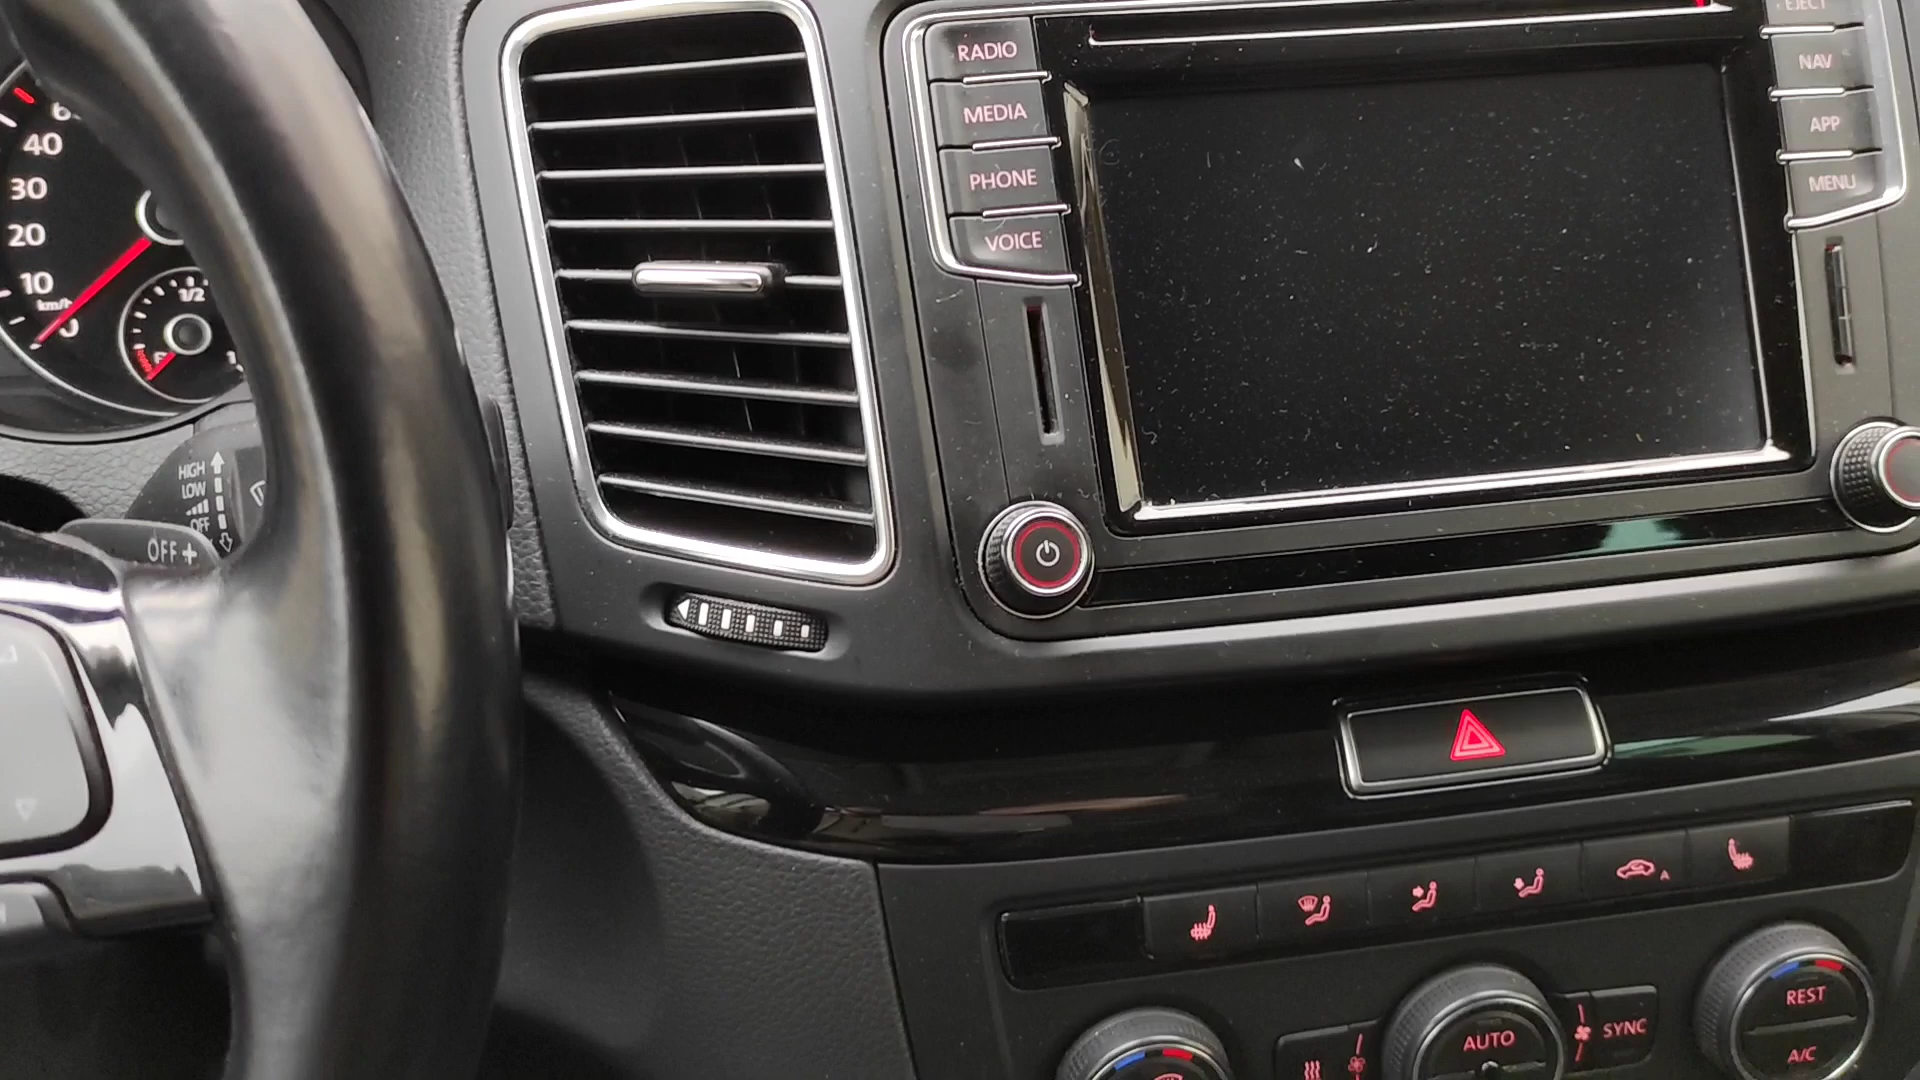 RADIO
MEDIA
PHONE
VOICE
EJECT
NAV
APP
MENU
40
30
20
10
km/h
0
1/2
HIGH
LOW
OFF
OFF +
A
AUTO
SYNC
REST
A/C